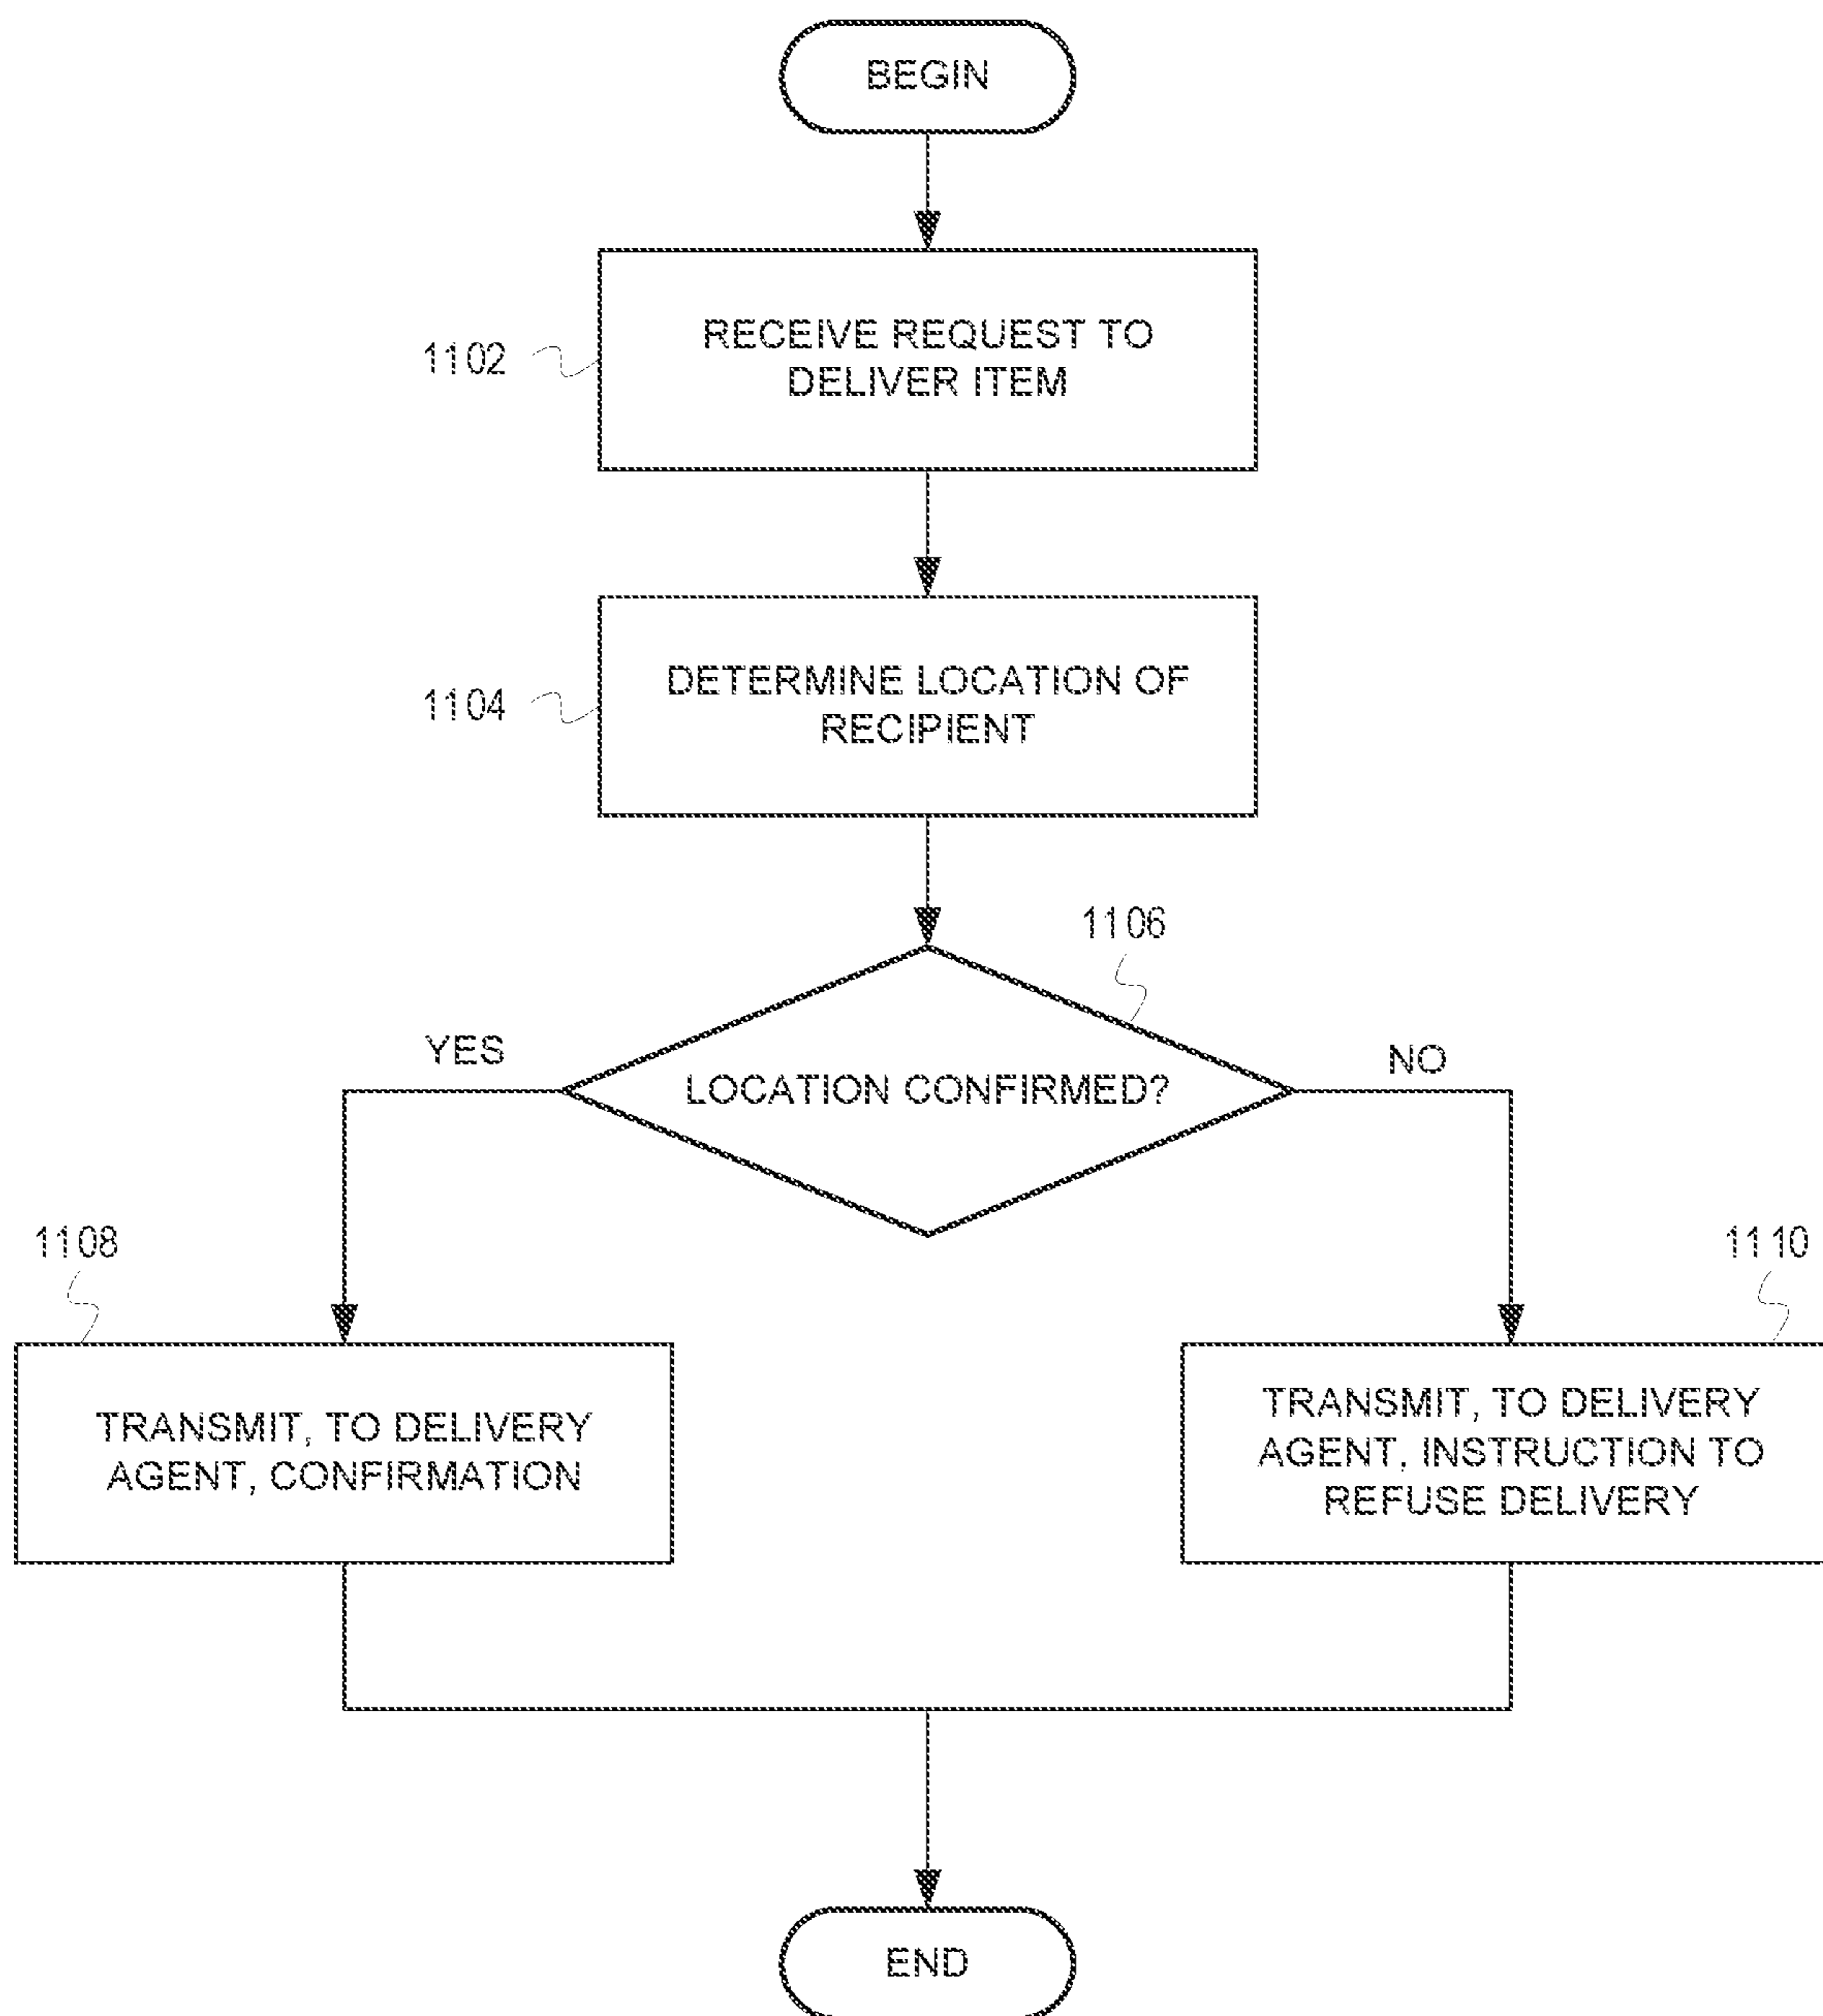 BEGIN
1102
RECEIVE REQUEST TO
DELIVER ITEM
1104
DETERMINE LOCATION OF
RECIPIENT
1106
YES
LOCATION CONFIRMED?
NO
1108
TRANSMIT, TO DELIVERY
AGENT, CONFIRMATION
1110
TRANSMIT, TO DELIVERY
AGENT, INSTRUCTION TO
REFUSE DELIVERY
END